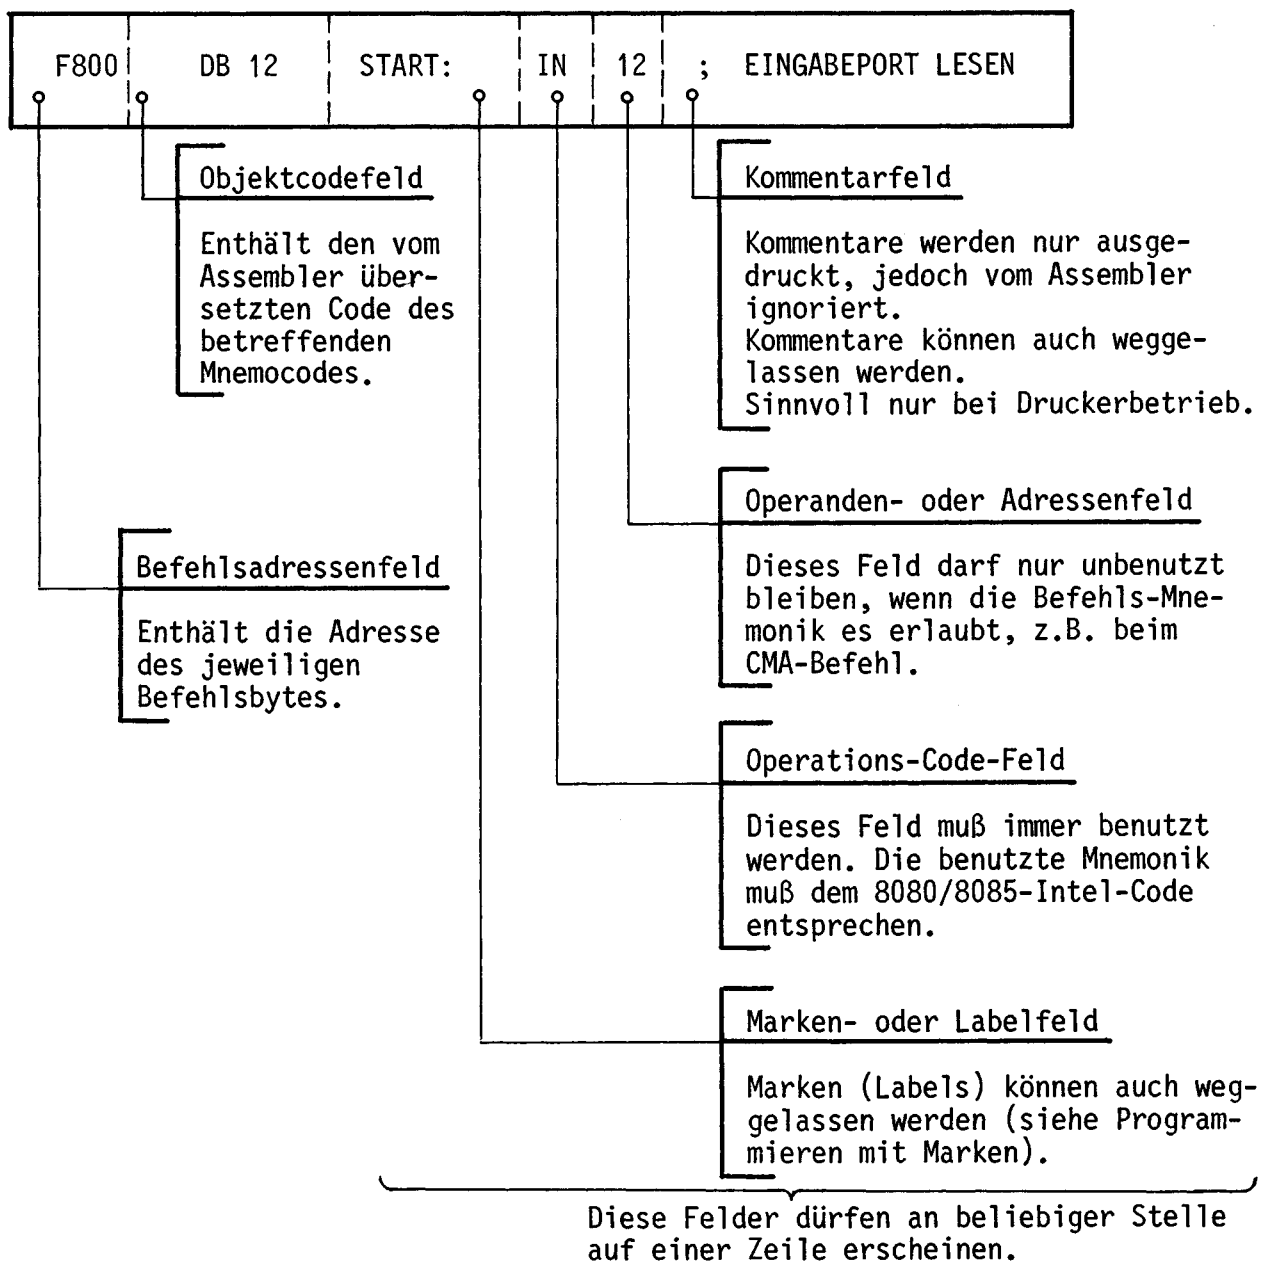 F800 DB 12 START: IN 12 ; EINGABEPORT LESEN
Objektcodefeld
Enthält den vom
Assembler über-
setzten Code des
betreffenden
Mnemocodes.
Befehlsadressenfeld
Enthält die Adresse
des jeweiligen
Befehlsbytes.
Kommentarfeld
Kommentare werden nur ausge-
druckt, jedoch vom Assembler
ignoriert.
Kommentare können auch wegge-
lassen werden.
Sinnvoll nur bei Druckerbetrieb.
Operanden- oder Adressenfeld
Dieses Feld darf nur unbenutzt
bleiben, wenn die Befehls-Mne-
monik es erlaubt, z.B. beim
CMA-Befehl.
Operations-Code-Feld
Dieses Feld muß immer benutzt
werden. Die benutzte Mnemonik
muß dem 8080/8085-Intel-Code
entsprechen.
Marken- oder Labelfeld
Marken (Labels) können auch weg-
gelassen werden (siehe Program-
mieren mit Marken).
Diese Felder dürfen an beliebiger Stelle
auf einer Zeile erscheinen.